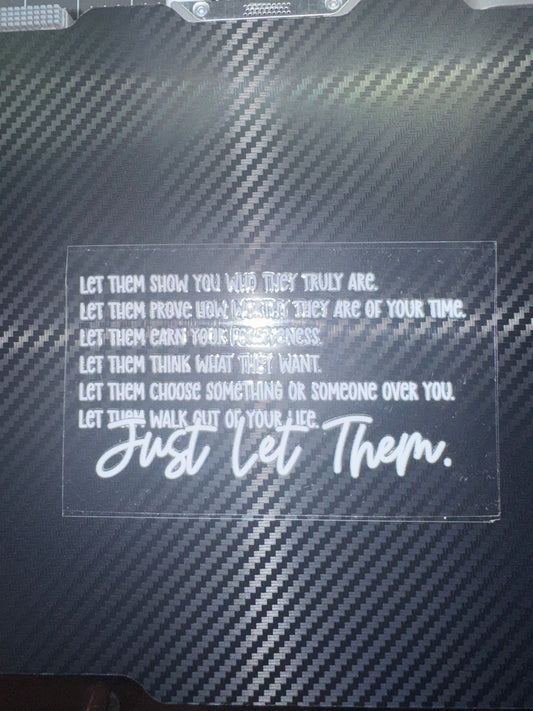 LET THEM SHOW YOU WHO THEY TRULY ARE.
LET THEM PROVE HOW WORTHY THEY ARE OF YOUR TIME.
LET THEM EARN YOUR FORGIVENESS.
LET THEM THINK WHAT THEY WANT.
LET THEM CHOOSE SOMETHING OR SOMEONE OVER YOU.
LET THEM WALK OUT OF YOUR LIFE.
Just Let Them.